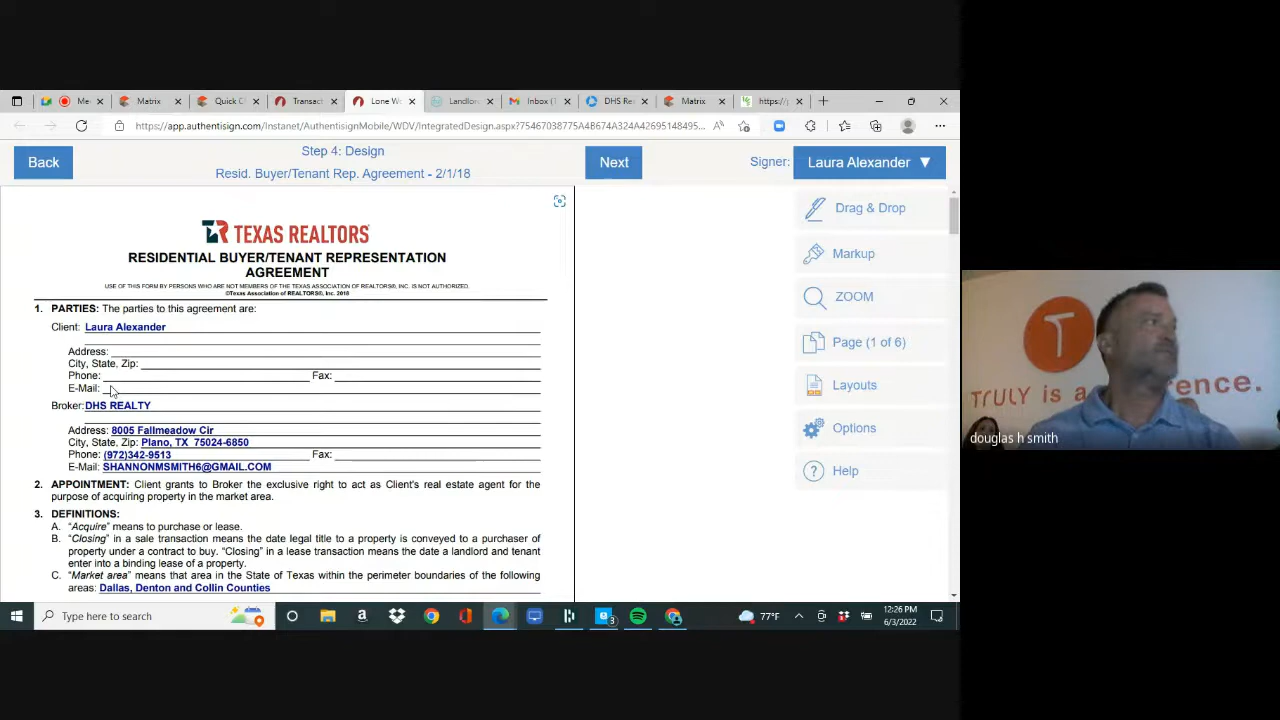 Me
Matrix
Quick C
Transact
Lone Wo
Landlor
Inbox (1
DHS Rea
Matrix
https://
https://app.authentisign.com/Instanet/AuthentisignMobile/WDV/IntegratedDesign.aspx?75467038775A4B674A324A42695148495...
Back
Step 4: Design
Resid. Buyer/Tenant Rep. Agreement - 2/1/18
Next
Signer:
Laura Alexander ▼
TEXAS REALTORS
RESIDENTIAL BUYER/TENANT REPRESENTATION
AGREEMENT
USE OF THIS FORM BY PERSONS WHO ARE NOT MEMBERS OF THE TEXAS ASSOCIATION OF REALTORS®, INC. IS NOT AUTHORIZED.
©Texas Association of REALTORS®, Inc. 2018
1. PARTIES: The parties to this agreement are:
Client: Laura Alexander
Address:
City, State, Zip:
Phone: Fax:
E-Mail:
Broker: DHS REALTY
Address: 8005 Fallmeadow Cir
City, State, Zip: Plano, TX 75024-6850
Phone: (972)342-9513 Fax:
E-Mail: SHANNONMSMITH6@GMAIL.COM
2. APPOINTMENT: Client grants to Broker the exclusive right to act as Client's real estate agent for the
purpose of acquiring property in the market area.
3. DEFINITIONS:
A. "Acquire" means to purchase or lease.
B. "Closing" in a sale transaction means the date legal title to a property is conveyed to a purchaser of
property under a contract to buy. "Closing" in a lease transaction means the date a landlord and tenant
enter into a binding lease of a property.
C. "Market area" means that area in the State of Texas within the perimeter boundaries of the following
areas: Dallas, Denton and Collin Counties
Drag & Drop
Markup
ZOOM
Page (1 of 6)
Layouts
Options
Help
T
TRULY is a
erence.
douglas h smith
Type here to search
3
77°F
12:26 PM
6/3/2022